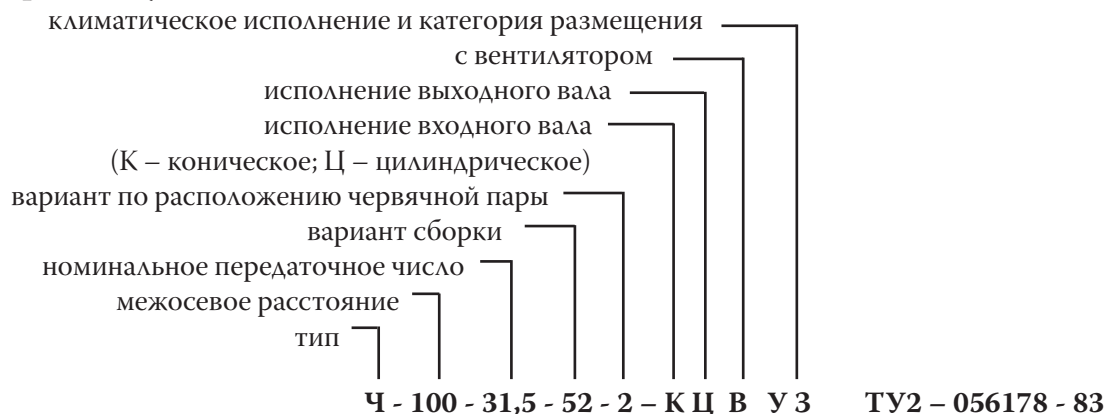 климатическое исполнение и категория размещения
с вентилятором
исполнение выходного вала
исполнение входного вала
(К – коническое; Ц – цилиндрическое)
вариант по расположению червячной пары
вариант сборки
номинальное передаточное число
межосевое расстояние
тип
Ч - 100 - 31,5 - 52 - 2 – К Ц В У 3 ТУ2 – 056178 - 83